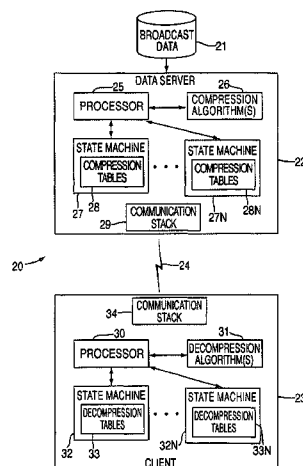 BROADCAST
DATA
21
DATA SERVER
25
26
PROCESSOR
COMPRESSION
ALGORITHM(S)
STATE MACHINE
COMPRESSION
TABLES
STATE MACHINE
COMPRESSION
TABLES
22
27
28
27N
28N
29
COMMUNICATION
STACK
20
24
34
COMMUNICATION
STACK
30
31
PROCESSOR
DECOMPRESSION
ALGORITHM(S)
23
STATE MACHINE
DECOMPRESSION
TABLES
STATE MACHINE
DECOMPRESSION
TABLES
32
33
32N
33N
CLIENT